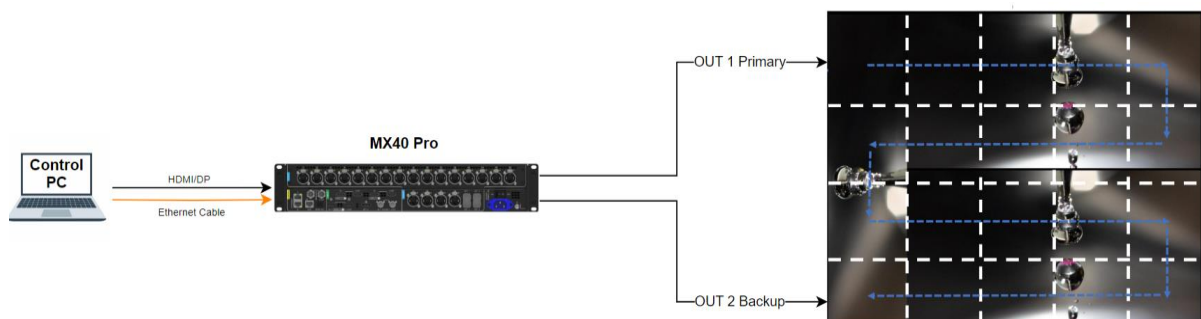 Control
PC
HDMI/DP
Ethernet Cable
MX40 Pro
OUT 1 Primary
OUT 2 Backup